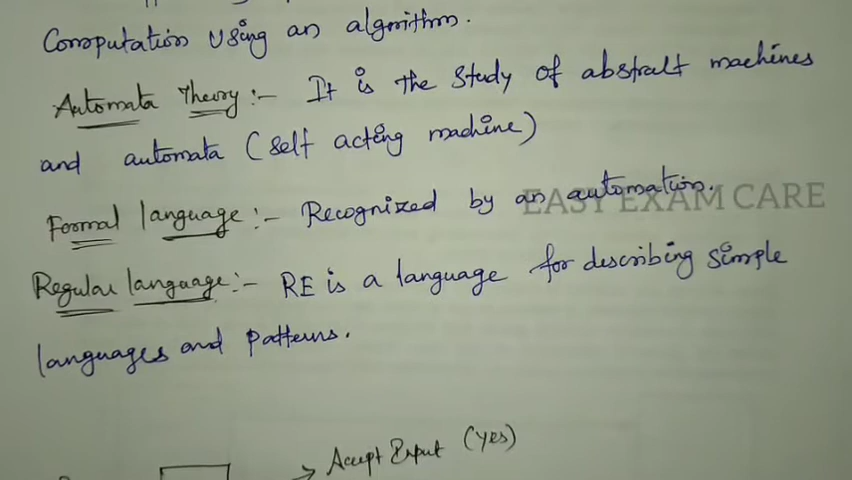 Computation using an algorithm.
Automata Theory :- It is the study of abstralt machines
and automata (self acting machine)
Formal language :- Recognized by an automation.
EASY EXAM CARE
Regular language :- RE is a language for describing simple
languages and patterns.
Accept Input (yes)